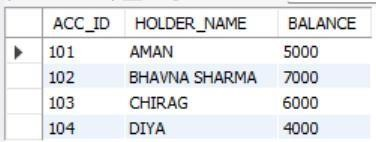 ACC_ID HOLDER_NAME BALANCE
101 AMAN 5000
102 BHAVNA SHARMA 7000
103 CHIRAG 6000
104 DIYA 4000